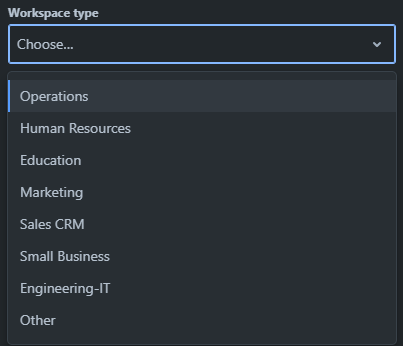 Workspace type
Choose...
Operations
Human Resources
Education
Marketing
Sales CRM
Small Business
Engineering-IT
Other